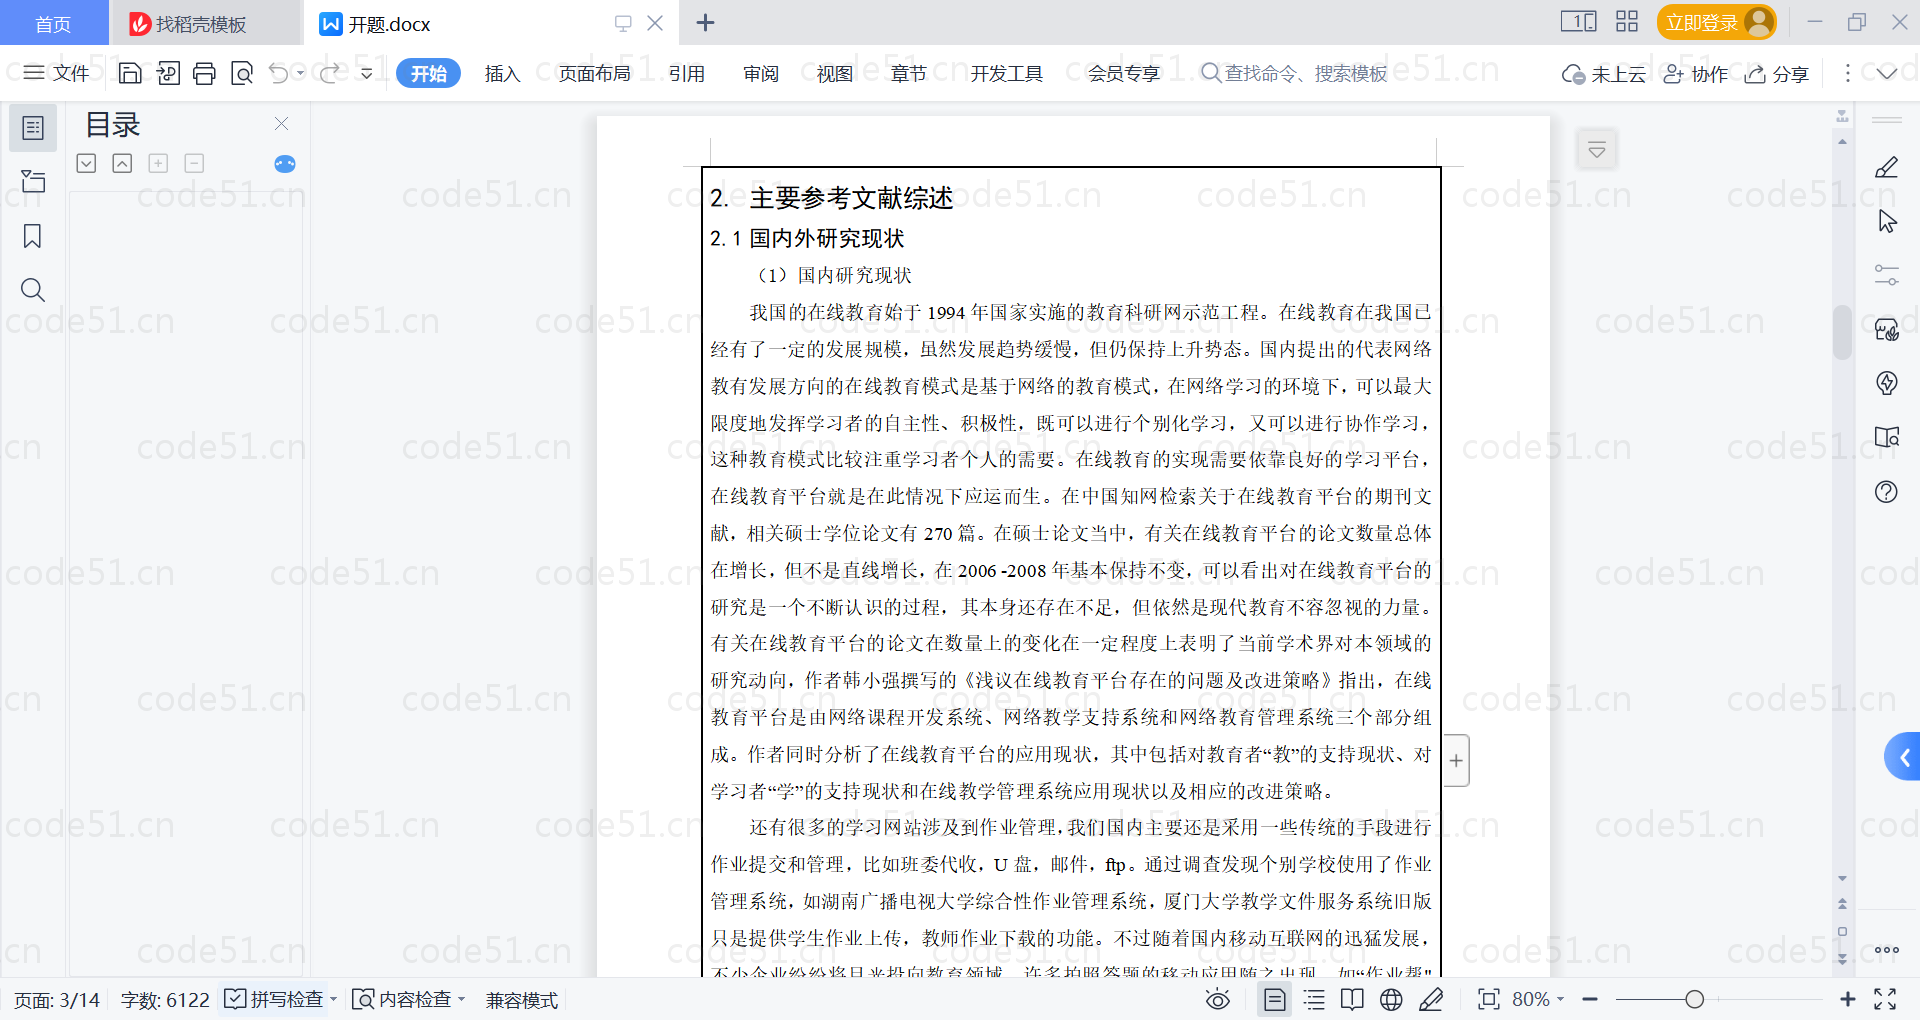 首页
找稻壳模板
开题.docx
立即登录
文件
开始
插入
页面布局
引用
审阅
视图
章节
开发工具
会员专享
查找命令、搜索模板
未上云
协作
分享
目录
2. 主要参考文献综述
2.1 国内外研究现状
（1）国内研究现状
我国的在线教育始于 1994 年国家实施的教育科研网示范工程。在线教育在我国已
经有了一定的发展规模，虽然发展趋势缓慢，但仍保持上升势态。国内提出的代表网络
教有发展方向的在线教育模式是基于网络的教育模式，在网络学习的环境下，可以最大
限度地发挥学习者的自主性、积极性，既可以进行个别化学习，又可以进行协作学习，
这种教育模式比较注重学习者个人的需要。在线教育的实现需要依靠良好的学习平台，
在线教育平台就是在此情况下应运而生。在中国知网检索关于在线教育平台的期刊文
献，相关硕士学位论文有 270 篇。在硕士论文当中，有关在线教育平台的论文数量总体
在增长，但不是直线增长，在 2006 -2008 年基本保持不变，可以看出对在线教育平台的
研究是一个不断认识的过程，其本身还存在不足，但依然是现代教育不容忽视的力量。
有关在线教育平台的论文在数量上的变化在一定程度上表明了当前学术界对本领域的
研究动向，作者韩小强撰写的《浅议在线教育平台存在的问题及改进策略》指出，在线
教育平台是由网络课程开发系统、网络教学支持系统和网络教育管理系统三个部分组
成。作者同时分析了在线教育平台的应用现状，其中包括对教育者“教”的支持现状、对
学习者“学”的支持现状和在线教学管理系统应用现状以及相应的改进策略。
还有很多的学习网站涉及到作业管理，我们国内主要还是采用一些传统的手段进行
作业提交和管理，比如班委代收，U 盘，邮件，ftp。通过调查发现个别学校使用了作业
管理系统，如湖南广播电视大学综合性作业管理系统，厦门大学教学文件服务系统旧版
只是提供学生作业上传，教师作业下载的功能。不过随着国内移动互联网的迅猛发展，
不少企业纷纷将目光投向教育领域，许多拍照答题的移动应用随之出现，如“作业帮”
页面: 3/14
字数: 6122
拼写检查
内容检查
兼容模式
80%
code51.cn